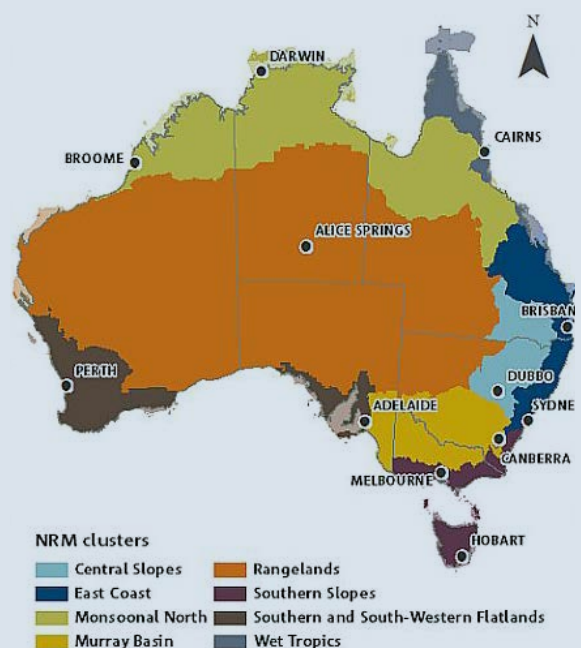 N
DARWIN
CAIRNS
BROOME
ALICE SPRINGS
BRISBAN
PERTH
DUBBO
SYDNE
ADELAIDE
CANBERRA
MELBOURNE
HOBART
NRM clusters
Central Slopes
Rangelands
East Coast
Southern Slopes
Monsoonal North
Southern and South-Western Flatlands
Murray Basin
Wet Tropics